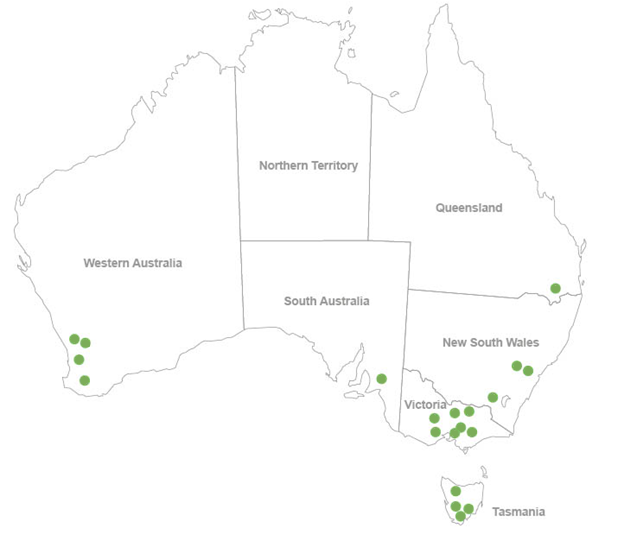 Northern Territory
Queensland
Western Australia
South Australia
New South Wales
Victoria
Tasmania